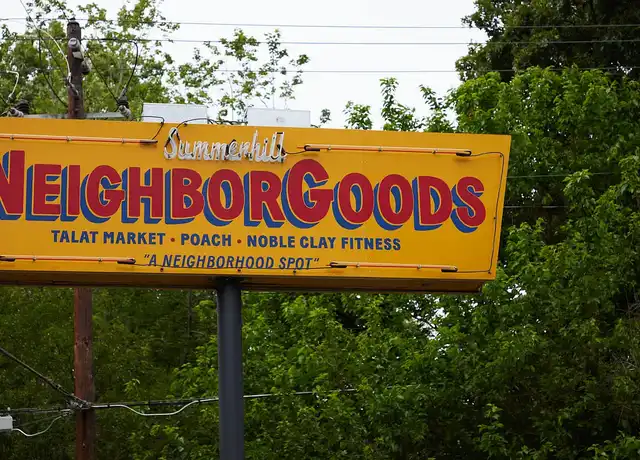 Summerhill
NEIGHBORGOODS
TALAT MARKET • POACH • NOBLE CLAY FITNESS
"A NEIGHBORHOOD SPOT"